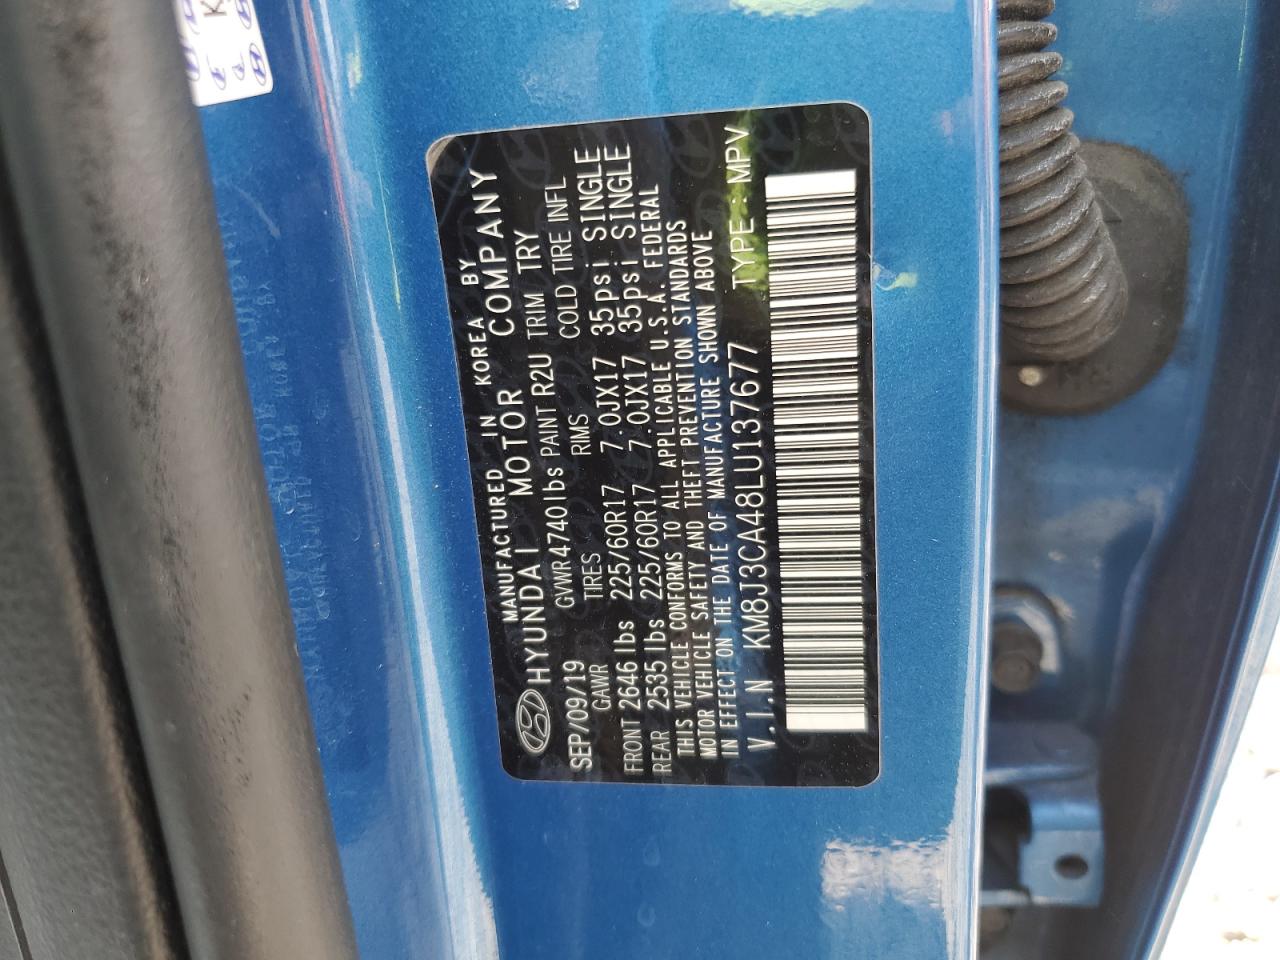 MANUFACTURED IN KOREA BY
HYUNDAI MOTOR COMPANY
SEP/09/19 GVWR4740lbs PAINT R2U TRIM TRY
GAWR TIRES RIMS COLD TIRE INFL
FRONT 2646 lbs 225/60R17 7.0JX17 35psi SINGLE
REAR 2535 lbs 225/60R17 7.0JX17 35psi SINGLE
THIS VEHICLE CONFORMS TO ALL APPLICABLE U.S.A. FEDERAL
MOTOR VEHICLE SAFETY AND THEFT PREVENTION STANDARDS
IN EFFECT ON THE DATE OF MANUFACTURE SHOWN ABOVE
V.I.N KM8J3CA48LU137677 TYPE : MPV